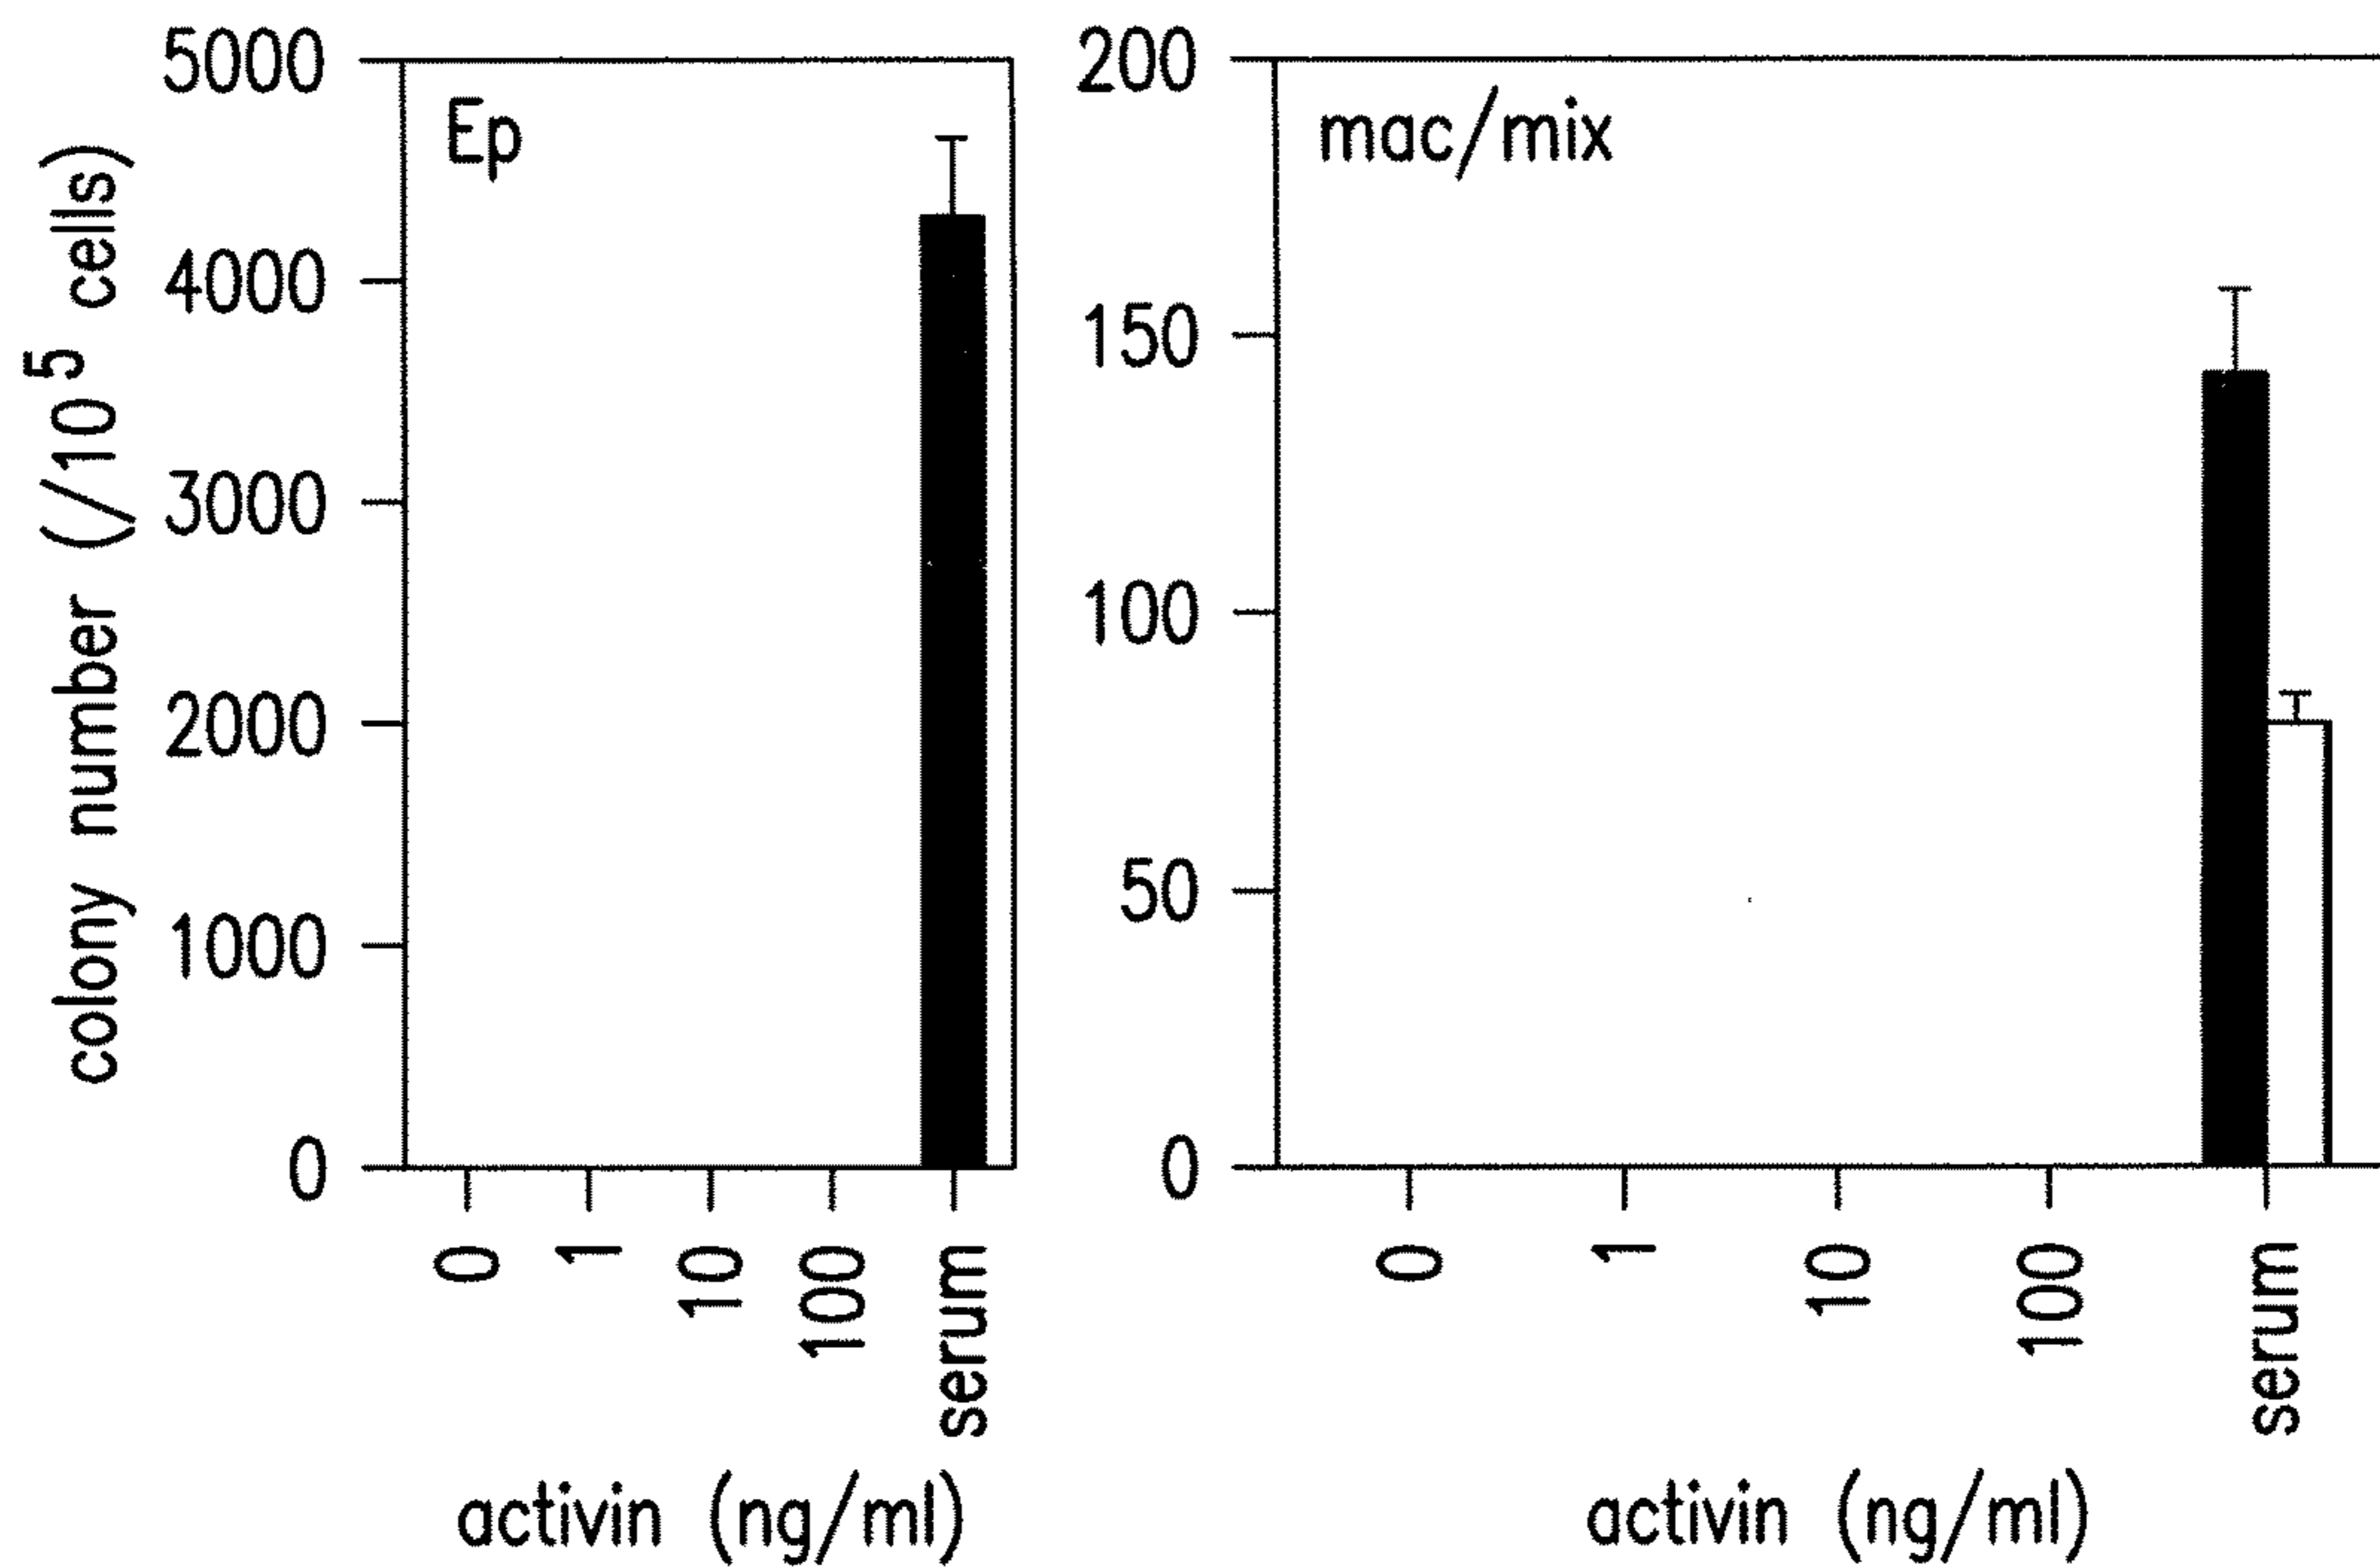 colony number (/10⁵ cells)
5000
4000
3000
2000
1000
0
Ep
0
1
10
100
serum
activin (ng/ml)
200
150
100
50
0
mac/mix
0
1
10
100
serum
activin (ng/ml)